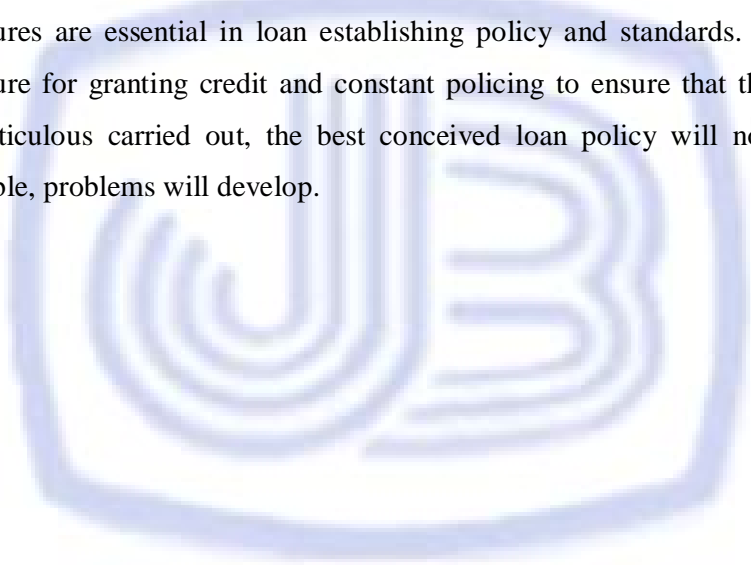 ures are essential in loan establishing policy and standards.
ure for granting credit and constant policing to ensure that th
ticulous carried out, the best conceived loan policy will no
ble, problems will develop.
JB